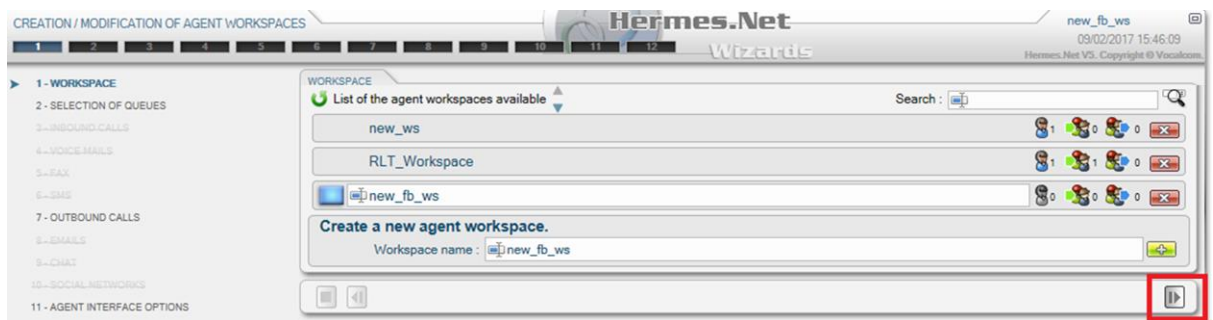 CREATION / MODIFICATION OF AGENT WORKSPACES
Hermes.Net
new_fb_ws
1 2 3 4 5 6 7 8 9 10 11 12
Wizards
09/02/2017 15:46:09
Hermes.Net V5. Copyright © Vocalcom.
1 - WORKSPACE
2 - SELECTION OF QUEUES
3 - INBOUND CALLS
4 - VOICE MAILS
5 - FAX
6 - SMS
7 - OUTBOUND CALLS
8 - EMAILS
9 - CHAT
10 - SOCIAL NETWORKS
11 - AGENT INTERFACE OPTIONS
WORKSPACE
List of the agent workspaces available
Search :
new_ws 1 0 0
RLT_Workspace 1 1 0
new_fb_ws 0 0 0
Create a new agent workspace.
Workspace name : new_fb_ws